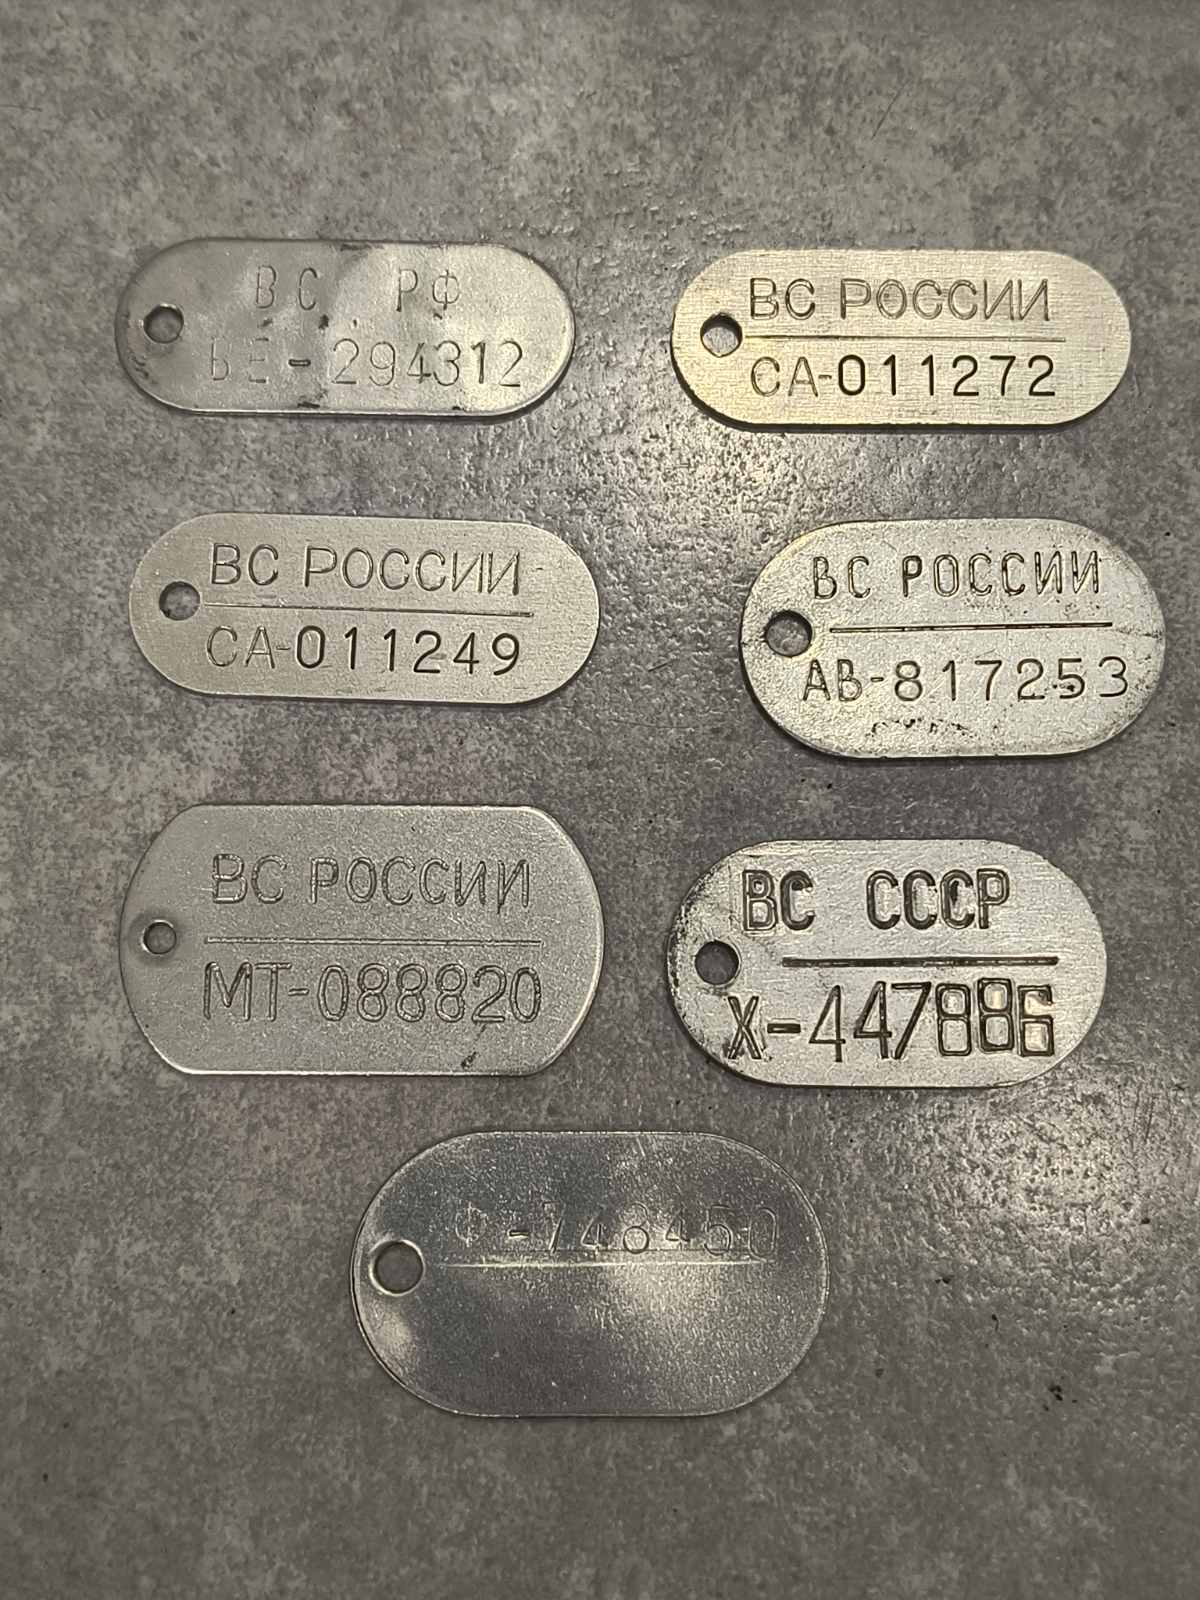 ВС РФ
ВЕ-294312
ВС РОССИИ
СА-011272
ВС РОССИИ
СА-011249
ВС РОССИИ
АВ-817253
ВС РОССИИ
МТ-088820
ВС СССР
Х-447886
Ф-748450